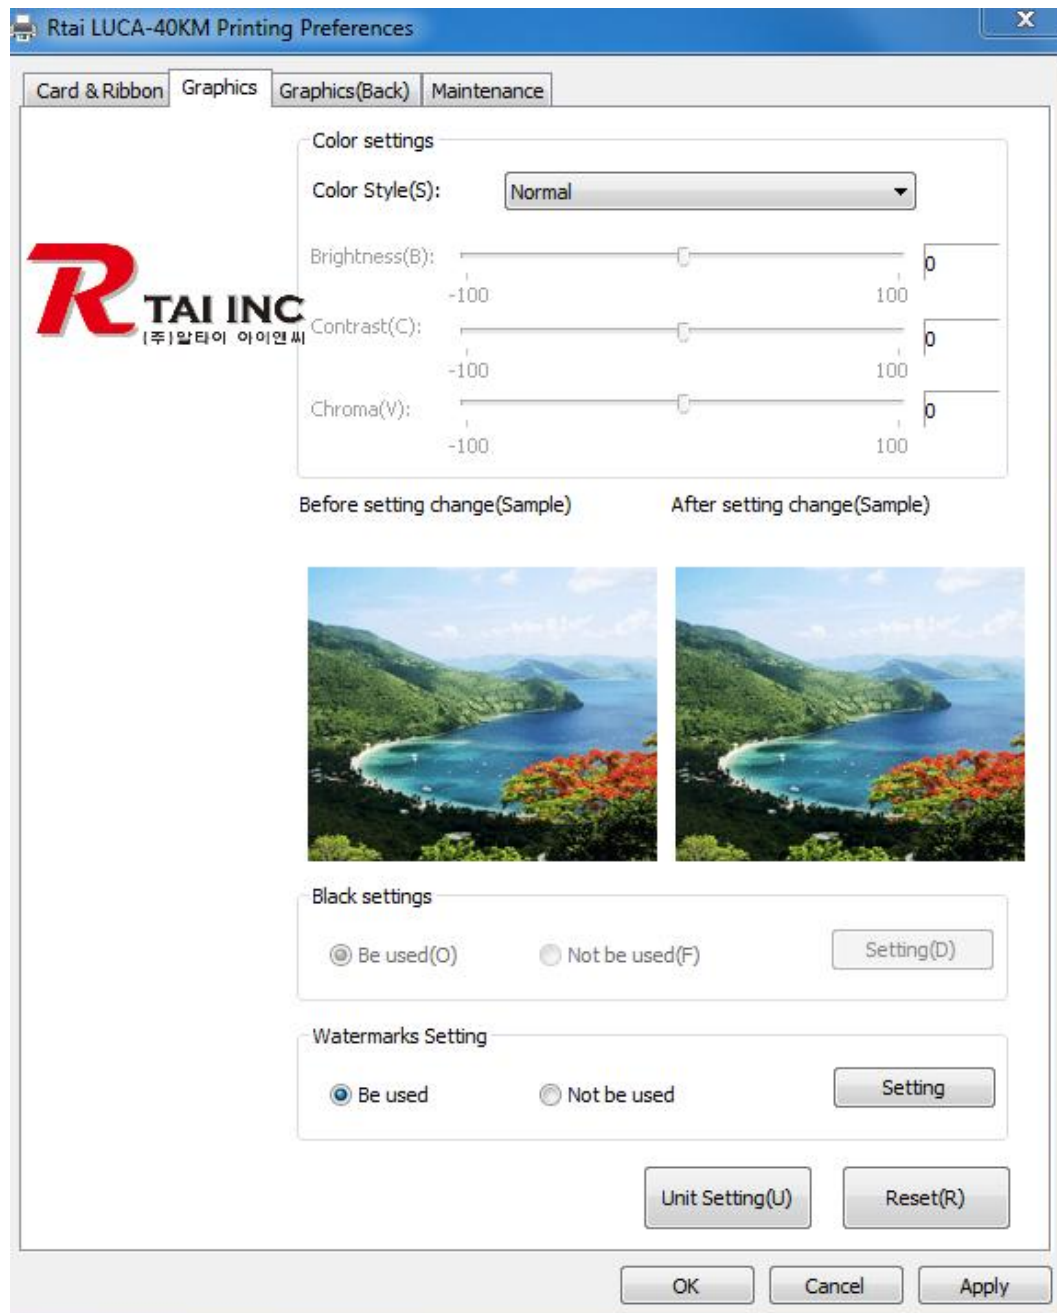 Rtai LUCA-40KM Printing Preferences
X
Card & Ribbon Graphics Graphics(Back) Maintenance
Color settings
Color Style(S): Normal
Brightness(B): 0
-100 100
R TAI INC
(주)알타이 아이앤씨
Contrast(C): 0
-100 100
Chroma(V): 0
-100 100
Before setting change(Sample) After setting change(Sample)
Black settings
Be used(O) Not be used(F) Setting(D)
Watermarks Setting
Be used Not be used Setting
Unit Setting(U) Reset(R)
OK Cancel Apply